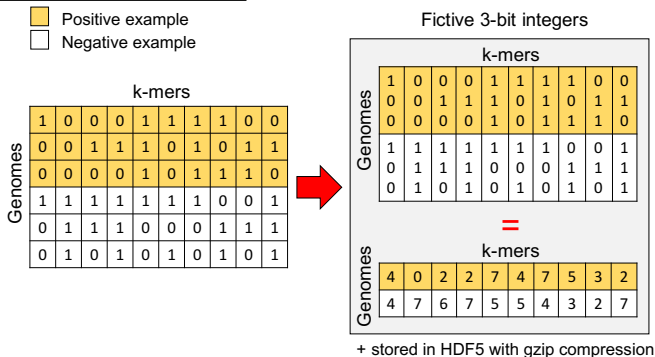 Positive example
Negative example
k-mers
Genomes
1 0 0 0 1 1 1 1 0 0
0 0 1 1 1 0 1 0 1 1
0 0 0 0 1 0 1 1 1 0
1 1 1 1 1 1 1 0 0 1
0 1 1 1 0 0 0 1 1 1
0 1 0 1 0 1 0 1 0 1
Fictive 3-bit integers
k-mers
Genomes
1 0 0 0 1 1 1 1 0 0
0 0 1 1 1 0 1 0 1 1
0 0 0 0 1 0 1 1 1 0
1 1 1 1 1 1 1 0 0 1
0 1 1 1 0 0 0 1 1 1
0 1 0 1 1 1 0 1 0 1
=
k-mers
Genomes
4 0 2 2 7 4 7 5 3 2
4 7 6 7 5 5 4 3 2 7
+ stored in HDF5 with gzip compression